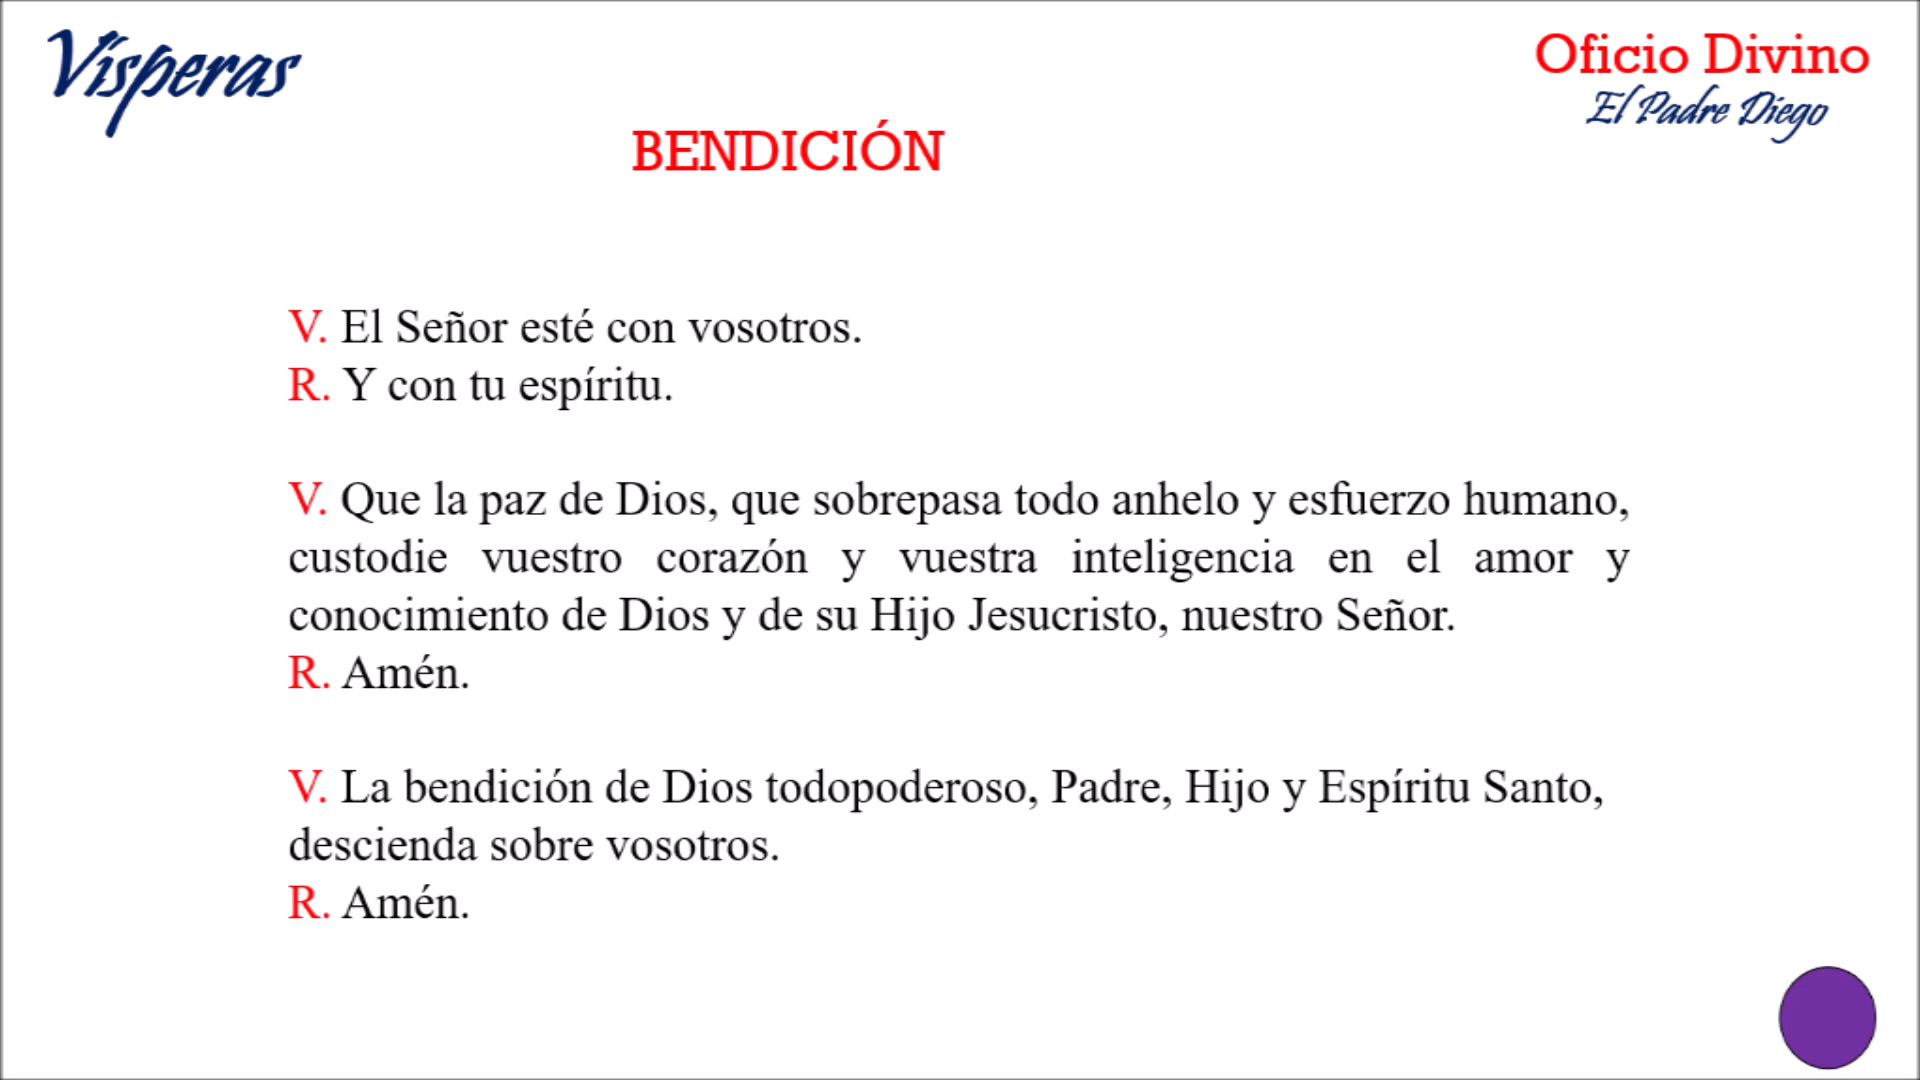 Vísperas
Oficio Divino
El Padre Diego
BENDICIÓN
V. El Señor esté con vosotros.
R. Y con tu espíritu.
V. Que la paz de Dios, que sobrepasa todo anhelo y esfuerzo humano,
custodie vuestro corazón y vuestra inteligencia en el amor y
conocimiento de Dios y de su Hijo Jesucristo, nuestro Señor.
R. Amén.
V. La bendición de Dios todopoderoso, Padre, Hijo y Espíritu Santo,
descienda sobre vosotros.
R. Amén.